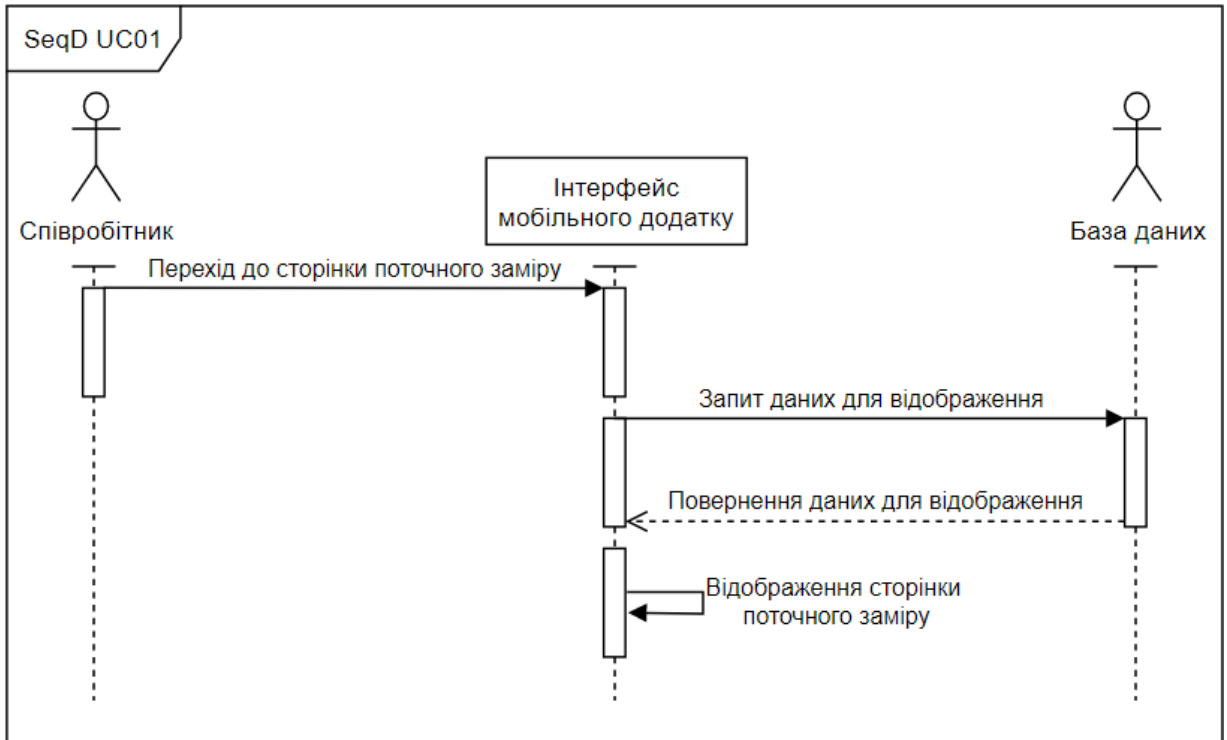 SeqD UC01
Співробітник
Інтерфейс
мобільного додатку
База даних
Перехід до сторінки поточного заміру
Запит даних для відображення
Повернення даних для відображення
Відображення сторінки
поточного заміру